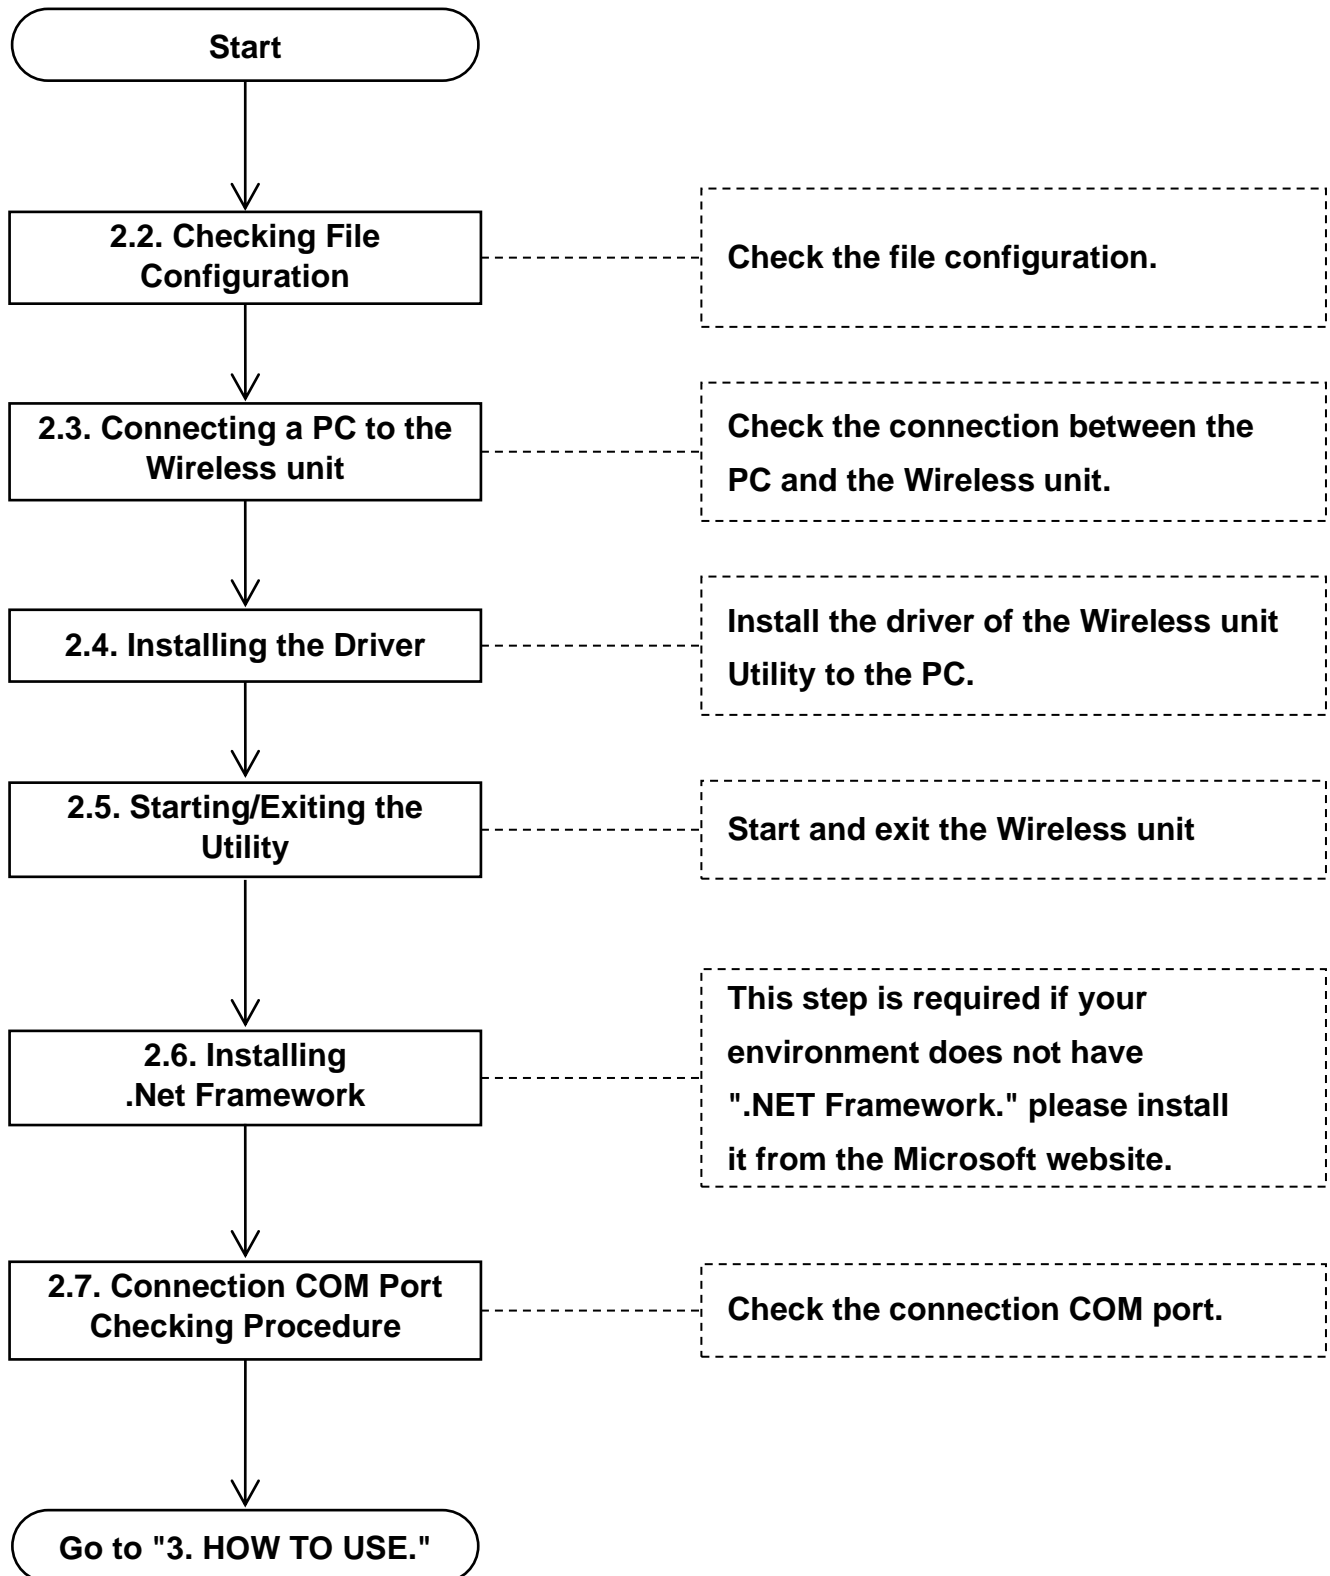 Start
2.2. Checking File
Configuration
Check the file configuration.
2.3. Connecting a PC to the
Wireless unit
Check the connection between the
PC and the Wireless unit.
2.4. Installing the Driver
Install the driver of the Wireless unit
Utility to the PC.
2.5. Starting/Exiting the
Utility
Start and exit the Wireless unit
2.6. Installing
.Net Framework
This step is required if your
environment does not have
".NET Framework." please install
it from the Microsoft website.
2.7. Connection COM Port
Checking Procedure
Check the connection COM port.
Go to "3. HOW TO USE."